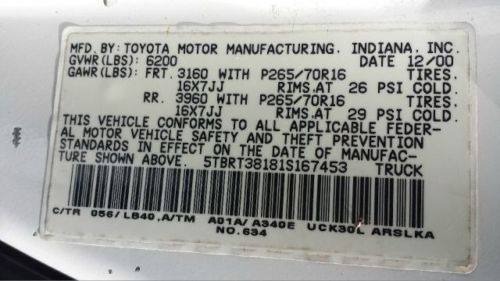 MFD. BY: TOYOTA MOTOR MANUFACTURING, INDIANA, INC.
GVWR(LBS): 6200 DATE 12/00
GAWR(LBS): FRT. 3160 WITH P265/70R16 TIRES.
16X7JJ RIMS.AT 26 PSI COLD.
RR. 3960 WITH P265/70R16 TIRES.
16X7JJ RIMS.AT 29 PSI COLD.
THIS VEHICLE CONFORMS TO ALL APPLICABLE FEDER-
AL MOTOR VEHICLE SAFETY AND THEFT PREVENTION
STANDARDS IN EFFECT ON THE DATE OF MANUFAC-
TURE SHOWN ABOVE. 5TBRT38181S167453 TRUCK
C/TR 056/LB40,A/TM A01A/A340E UCK30L ARSLKA
NO.634